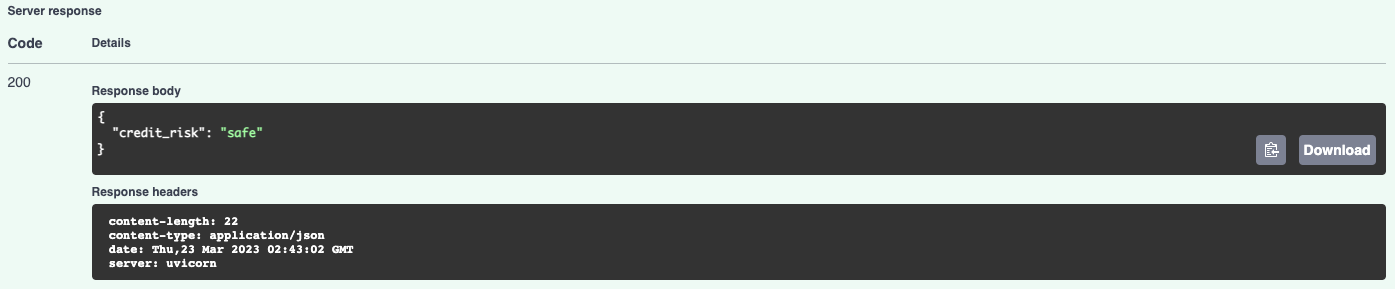 Server response
Code Details
200
Response body
{
  "credit_risk": "safe"
}
Download
Response headers
content-length: 22
content-type: application/json
date: Thu,23 Mar 2023 02:43:02 GMT
server: uvicorn